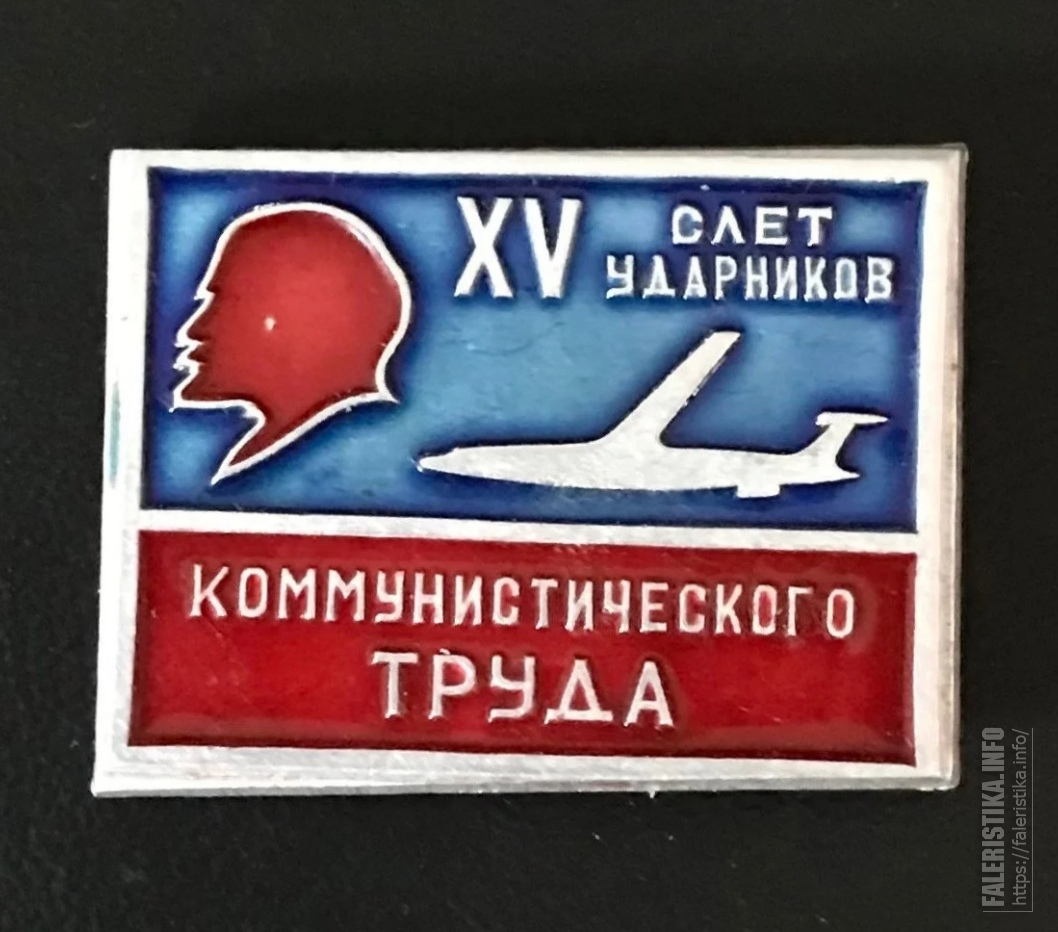 XV СЛЕТ
УДАРНИКОВ
КОММУНИСТИЧЕСКОГО
ТРУДА
FALERISTIKA.INFO
https://faleristika.info/